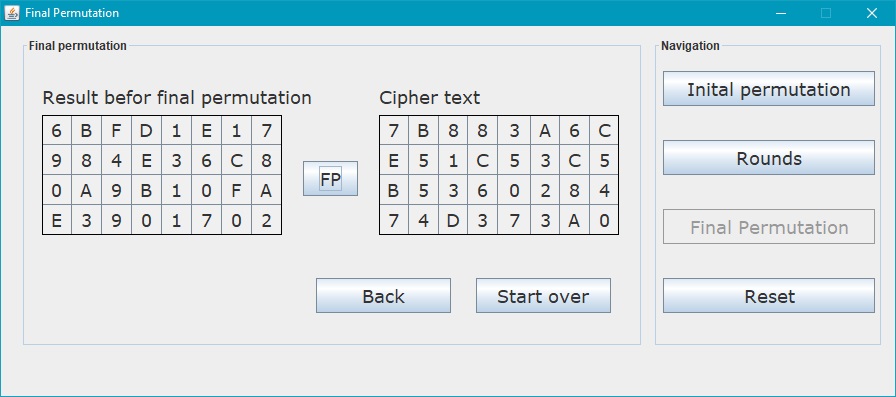 Final Permutation
Final permutation
Navigation
Result befor final permutation
Cipher text
6 B F D 1 E 1 7
9 8 4 E 3 6 C 8
0 A 9 B 1 0 F A
E 3 9 0 1 7 0 2
FP
7 B 8 8 3 A 6 C
E 5 1 C 5 3 C 5
B 5 3 6 0 2 8 4
7 4 D 3 7 3 A 0
Back
Start over
Inital permutation
Rounds
Final Permutation
Reset